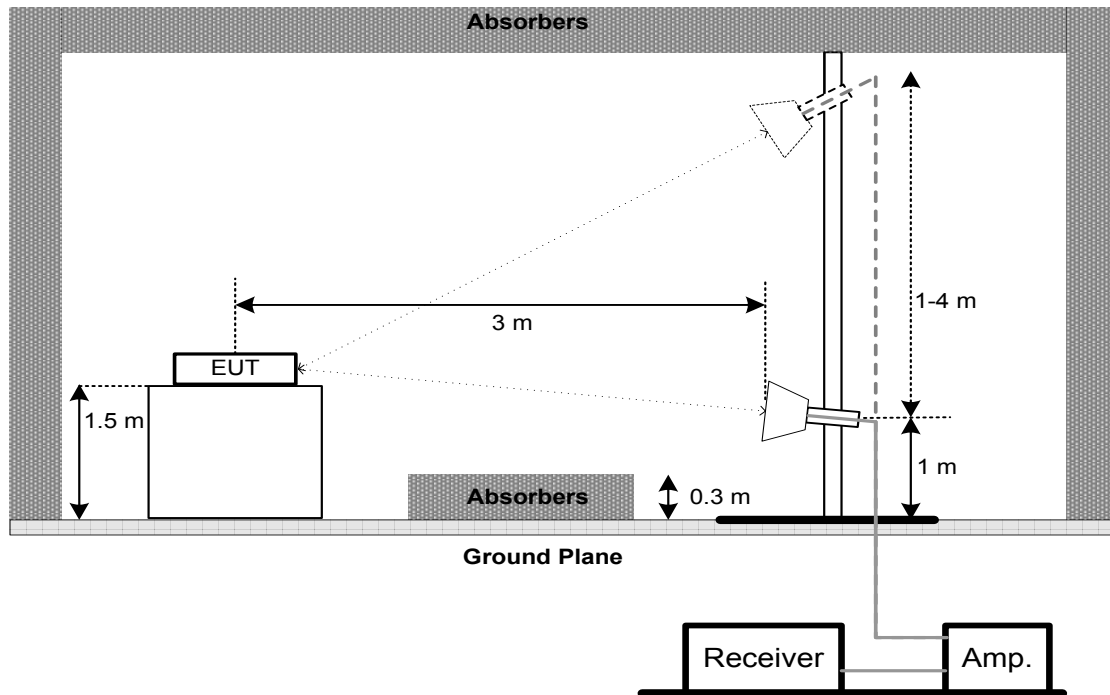 Absorbers
1-4 m
3 m
EUT
1.5 m
1 m
Absorbers
0.3 m
Ground Plane
Receiver
Amp.